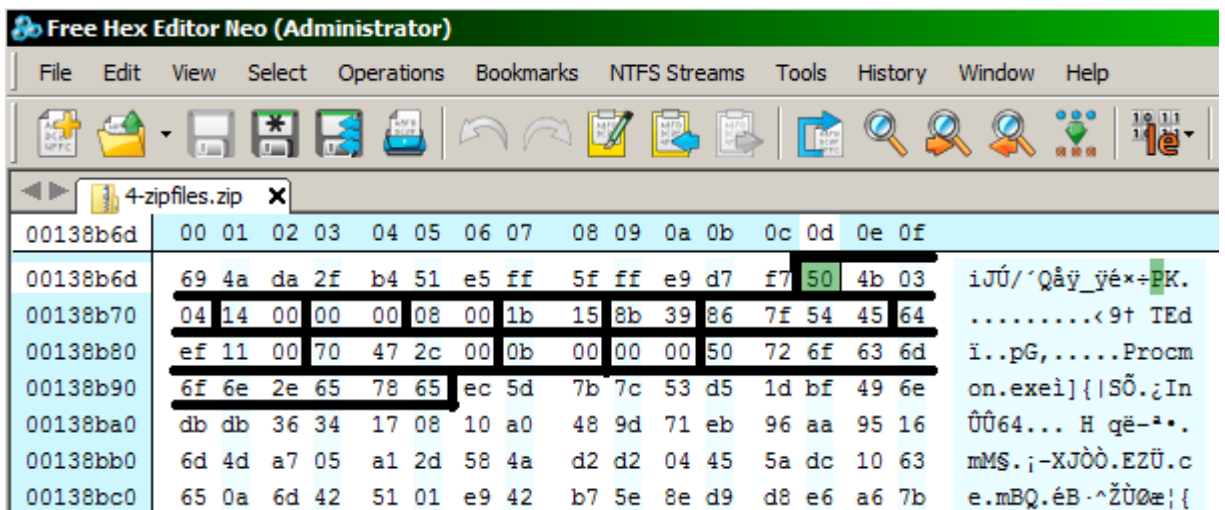 Free Hex Editor Neo (Administrator)
File Edit View Select Operations Bookmarks NTFS Streams Tools History Window Help
4-zipfiles.zip
00138b6d 00 01 02 03 04 05 06 07 08 09 0a 0b 0c 0d 0e 0f
00138b6d 69 4a da 2f b4 51 e5 ff 5f ff e9 d7 f7 50 4b 03 iJÚ/´Qåÿ_ÿé×÷PK.
00138b70 04 14 00 00 00 08 00 1b 15 8b 39 86 7f 54 45 64 .........‹9† TEd
00138b80 ef 11 00 70 47 2c 00 0b 00 00 00 50 72 6f 63 6d ï..pG,.....Procm
00138b90 6f 6e 2e 65 78 65 ec 5d 7b 7c 53 d5 1d bf 49 6e on.exeì]{|SÕ.¿In
00138ba0 db db 36 34 17 08 10 a0 48 9d 71 eb 96 aa 95 16 ÛÛ64... H që–ª•.
00138bb0 6d 4d a7 05 a1 2d 58 4a d2 d2 04 45 5a dc 10 63 mM§.¡-XJÒÒ.EZÜ.c
00138bc0 65 0a 6d 42 51 01 e9 42 b7 5e 8e d9 d8 e6 a6 7b e.mBQ.éB·^ŽÙØæ¦{